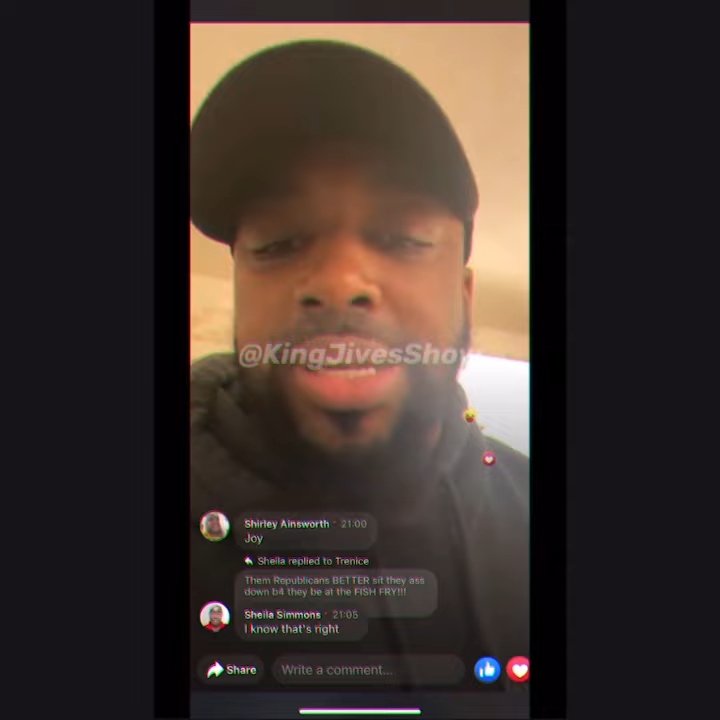 @KingJivesShow
Shirley Ainsworth · 21:00
Joy
Sheila replied to Trenice
Them Republicans BETTER sit they ass
down b4 they be at the FISH FRY!!!
Sheila Simmons · 21:05
I know that's right
Share
Write a comment...